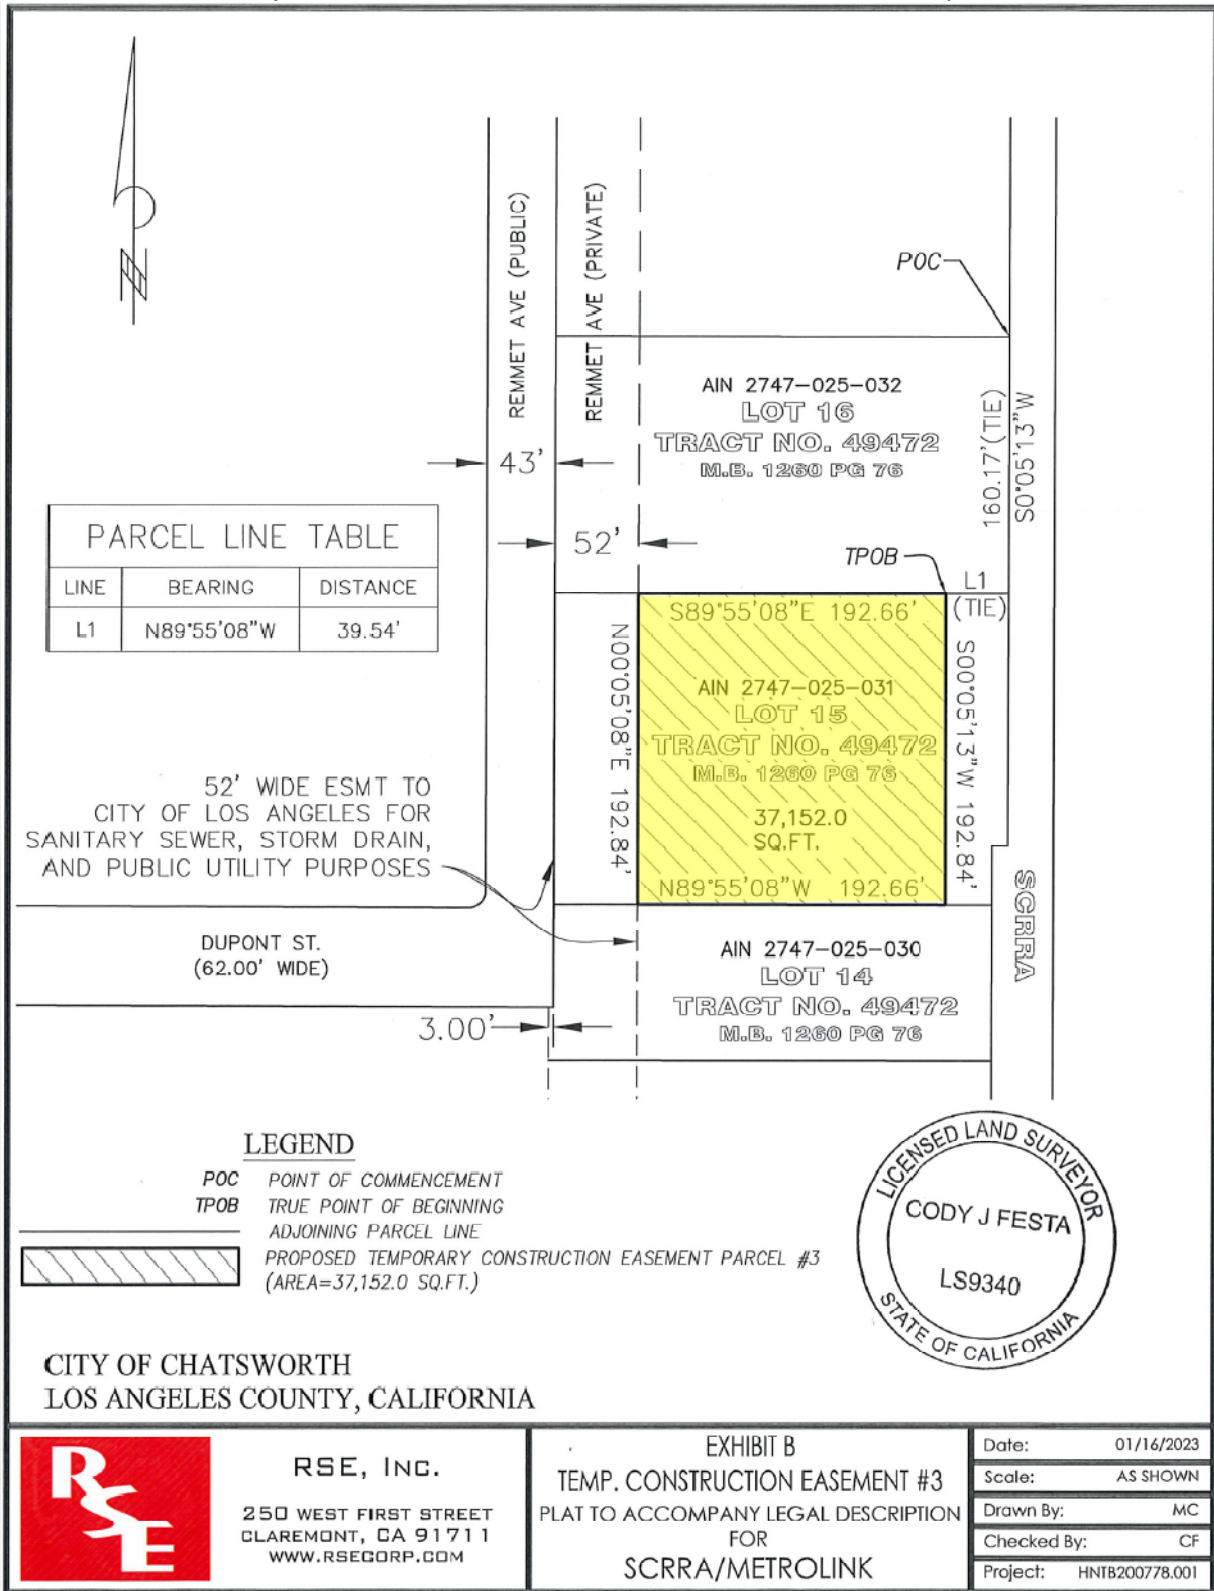 N
REMMET AVE (PUBLIC)
REMMET AVE (PRIVATE)
POC
AIN 2747-025-032
LOT 16
TRACT NO. 49472
M.B. 1260 PG 76
160.17'(TIE)
S0°05'13"W
43'
52'
PARCEL LINE TABLE
LINE BEARING DISTANCE
L1 N89°55'08"W 39.54'
TPOB
L1
(TIE)
S89°55'08"E 192.66'
N00°05'08"E 192.84'
S00°05'13"W 192.84'
AIN 2747-025-031
LOT 15
TRACT NO. 49472
M.B. 1260 PG 76
37,152.0
SQ.FT.
N89°55'08"W 192.66'
52' WIDE ESMT TO
CITY OF LOS ANGELES FOR
SANITARY SEWER, STORM DRAIN,
AND PUBLIC UTILITY PURPOSES
SCRRA
DUPONT ST.
(62.00' WIDE)
AIN 2747-025-030
LOT 14
TRACT NO. 49472
M.B. 1260 PG 76
3.00'
LEGEND
POC POINT OF COMMENCEMENT
TPOB TRUE POINT OF BEGINNING
ADJOINING PARCEL LINE
PROPOSED TEMPORARY CONSTRUCTION EASEMENT PARCEL #3
(AREA=37,152.0 SQ.FT.)
LICENSED LAND SURVEYOR
CODY J FESTA
LS9340
STATE OF CALIFORNIA
CITY OF CHATSWORTH
LOS ANGELES COUNTY, CALIFORNIA
RSE
RSE, INC.
250 WEST FIRST STREET
CLAREMONT, CA 91711
WWW.RSECORP.COM
EXHIBIT B
TEMP. CONSTRUCTION EASEMENT #3
PLAT TO ACCOMPANY LEGAL DESCRIPTION
FOR
SCRRA/METROLINK
Date: 01/16/2023
Scale: AS SHOWN
Drawn By: MC
Checked By: CF
Project: HNTB200778.001